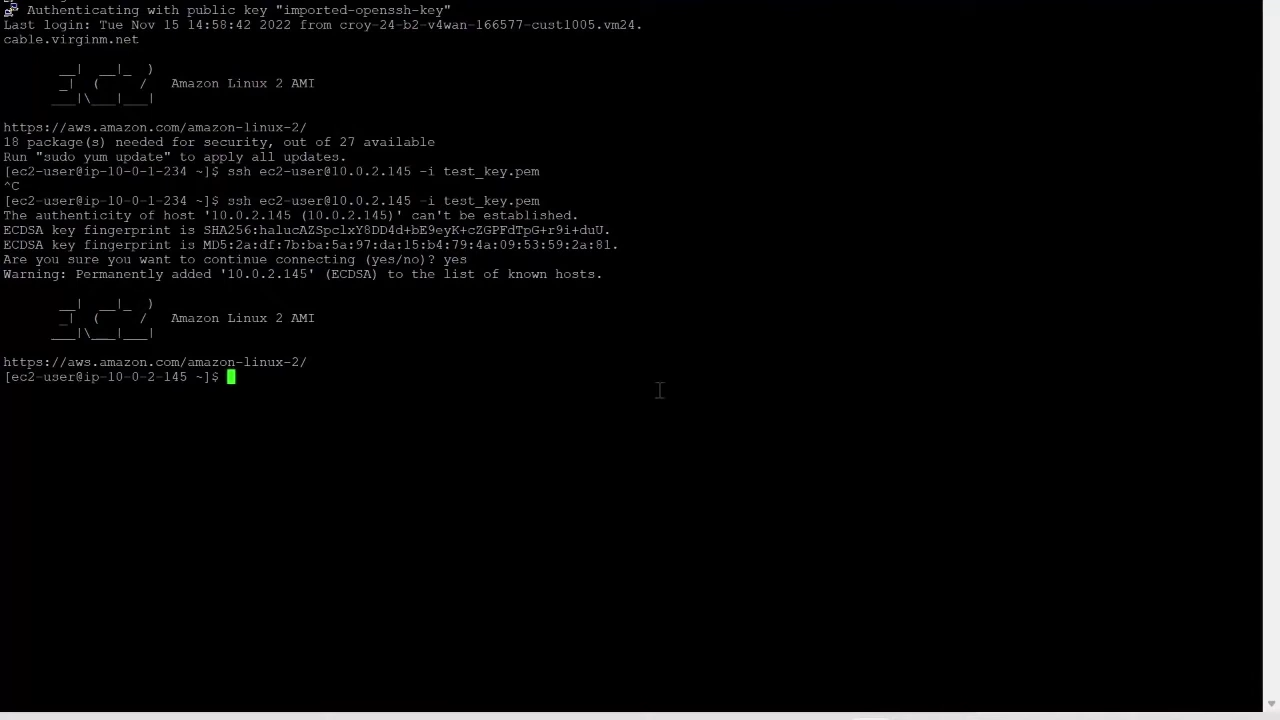 Authenticating with public key "imported-openssh-key"
Last login: Tue Nov 15 14:58:42 2022 from croy-24-b2-v4wan-166577-cust1005.vm24.
cable.virginm.net
__|  __|_  )
_|  (     /   Amazon Linux 2 AMI
___|\___|___|
https://aws.amazon.com/amazon-linux-2/
18 package(s) needed for security, out of 27 available
Run "sudo yum update" to apply all updates.
[ec2-user@ip-10-0-1-234 ~]$ ssh ec2-user@10.0.2.145 -i test_key.pem
^C
[ec2-user@ip-10-0-1-234 ~]$ ssh ec2-user@10.0.2.145 -i test_key.pem
The authenticity of host '10.0.2.145 (10.0.2.145)' can't be established.
ECDSA key fingerprint is SHA256:halucAZSpclxY8DD4d+bE9eyK+cZGPFdTpG+r9i+duU.
ECDSA key fingerprint is MD5:2a:df:7b:ba:5a:97:da:15:b4:79:4a:09:53:59:2a:81.
Are you sure you want to continue connecting (yes/no)? yes
Warning: Permanently added '10.0.2.145' (ECDSA) to the list of known hosts.
__|  __|_  )
_|  (     /   Amazon Linux 2 AMI
___|\___|___|
https://aws.amazon.com/amazon-linux-2/
[ec2-user@ip-10-0-2-145 ~]$